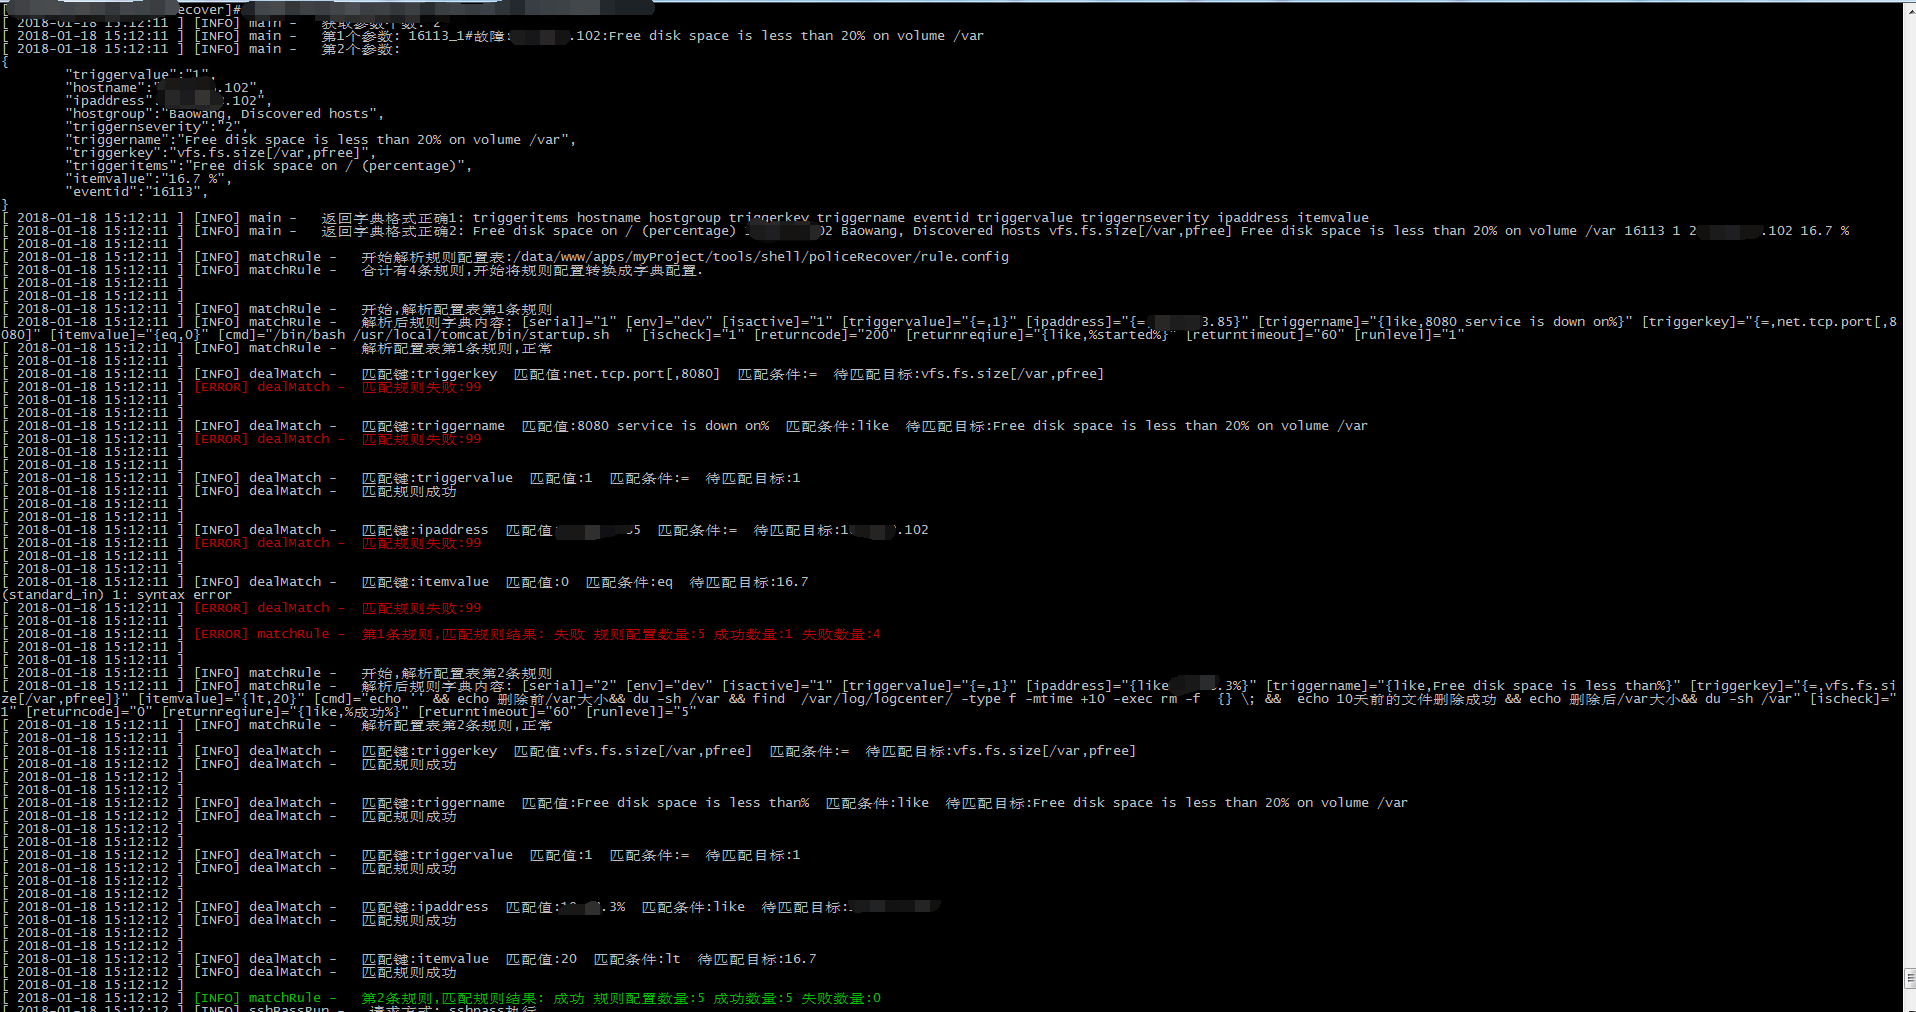 ecover]#
[ 2018-01-18 15:12:11 ] [INFO] main -   获取参数个数: 2
[ 2018-01-18 15:12:11 ] [INFO] main -   第1个参数: 16113_1#故障: .102:Free disk space is less than 20% on volume /var
[ 2018-01-18 15:12:11 ] [INFO] main -   第2个参数:
{
        "triggervalue":"1",
        "hostname":" .102",
        "ipaddress" .102",
        "hostgroup":"Baowang, Discovered hosts",
        "triggernseverity":"2",
        "triggername":"Free disk space is less than 20% on volume /var",
        "triggerkey":"vfs.fs.size[/var,pfree]",
        "triggeritems":"Free disk space on / (percentage)",
        "itemvalue":"16.7 %",
        "eventid":"16113",
}
[ 2018-01-18 15:12:11 ] [INFO] main -   返回字典格式正确1: triggeritems hostname hostgroup triggerkey triggername eventid triggervalue triggernseverity ipaddress itemvalue
[ 2018-01-18 15:12:11 ] [INFO] main -   返回字典格式正确2: Free disk space on / (percentage) 02 Baowang, Discovered hosts vfs.fs.size[/var,pfree] Free disk space is less than 20% on volume /var 16113 1 2 .102 16.7 %
[ 2018-01-18 15:12:11 ]
[ 2018-01-18 15:12:11 ] [INFO] matchRule -   开始解析规则配置表:/data/www/apps/myProject/tools/shell/policeRecover/rule.config
[ 2018-01-18 15:12:11 ] [INFO] matchRule -   合计有4条规则,开始将规则配置转换成字典配置.
[ 2018-01-18 15:12:11 ]
[ 2018-01-18 15:12:11 ]
[ 2018-01-18 15:12:11 ] [INFO] matchRule -   开始,解析配置表第1条规则
[ 2018-01-18 15:12:11 ] [INFO] matchRule -   解析后规则字典内容: [serial]="1" [env]="dev" [isactive]="1" [triggervalue]="{=,1}" [ipaddress]="{=, 3.85}" [triggername]="{like,8080 service is down on%}" [triggerkey]="{=,net.tcp.port[,8
080]" [itemvalue]="{eq,0}" [cmd]="/bin/bash /usr/local/tomcat/bin/startup.sh  " [ischeck]="1" [returncode]="200" [returnreqiure]="{like,%started%}" [returntimeout]="60" [runlevel]="1"
[ 2018-01-18 15:12:11 ] [INFO] matchRule -   解析配置表第1条规则,正常
[ 2018-01-18 15:12:11 ]
[ 2018-01-18 15:12:11 ] [INFO] dealMatch -   匹配键:triggerkey  匹配值:net.tcp.port[,8080]  匹配条件:=  待匹配目标:vfs.fs.size[/var,pfree]
[ 2018-01-18 15:12:11 ] [ERROR] dealMatch -  匹配规则失败:99
[ 2018-01-18 15:12:11 ]
[ 2018-01-18 15:12:11 ]
[ 2018-01-18 15:12:11 ] [INFO] dealMatch -   匹配键:triggername  匹配值:8080 service is down on%  匹配条件:like  待匹配目标:Free disk space is less than 20% on volume /var
[ 2018-01-18 15:12:11 ] [ERROR] dealMatch -  匹配规则失败:99
[ 2018-01-18 15:12:11 ]
[ 2018-01-18 15:12:11 ]
[ 2018-01-18 15:12:11 ] [INFO] dealMatch -   匹配键:triggervalue  匹配值:1  匹配条件:=  待匹配目标:1
[ 2018-01-18 15:12:11 ] [INFO] dealMatch -   匹配规则成功
[ 2018-01-18 15:12:11 ]
[ 2018-01-18 15:12:11 ]
[ 2018-01-18 15:12:11 ] [INFO] dealMatch -   匹配键:ipaddress  匹配值: 5  匹配条件:=  待匹配目标:1 .102
[ 2018-01-18 15:12:11 ] [ERROR] dealMatch -  匹配规则失败:99
[ 2018-01-18 15:12:11 ]
[ 2018-01-18 15:12:11 ]
[ 2018-01-18 15:12:11 ] [INFO] dealMatch -   匹配键:itemvalue  匹配值:0  匹配条件:eq  待匹配目标:16.7
(standard_in) 1: syntax error
[ 2018-01-18 15:12:11 ] [ERROR] dealMatch -  匹配规则失败:99
[ 2018-01-18 15:12:11 ]
[ 2018-01-18 15:12:11 ] [ERROR] matchRule -  第1条规则,匹配规则结果: 失败 规则配置数量:5 成功数量:1 失败数量:4
[ 2018-01-18 15:12:11 ]
[ 2018-01-18 15:12:11 ]
[ 2018-01-18 15:12:11 ] [INFO] matchRule -   开始,解析配置表第2条规则
[ 2018-01-18 15:12:11 ] [INFO] matchRule -   解析后规则字典内容: [serial]="2" [env]="dev" [isactive]="1" [triggervalue]="{=,1}" [ipaddress]="{like .3%}" [triggername]="{like,Free disk space is less than%}" [triggerkey]="{=,vfs.fs.si
ze[/var,pfree]}" [itemvalue]="{lt,20}" [cmd]="echo '' && echo 删除前/var大小&& du -sh /var && find  /var/log/logcenter/ -type f -mtime +10 -exec rm -f  {} \; &&  echo 10天前的文件删除成功 && echo 删除后/var大小&& du -sh /var" [ischeck]="
1" [returncode]="0" [returnreqiure]="{like,%成功%}" [returntimeout]="60" [runlevel]="5"
[ 2018-01-18 15:12:11 ] [INFO] matchRule -   解析配置表第2条规则,正常
[ 2018-01-18 15:12:11 ]
[ 2018-01-18 15:12:11 ] [INFO] dealMatch -   匹配键:triggerkey  匹配值:vfs.fs.size[/var,pfree]  匹配条件:=  待匹配目标:vfs.fs.size[/var,pfree]
[ 2018-01-18 15:12:12 ] [INFO] dealMatch -   匹配规则成功
[ 2018-01-18 15:12:12 ]
[ 2018-01-18 15:12:12 ]
[ 2018-01-18 15:12:12 ] [INFO] dealMatch -   匹配键:triggername  匹配值:Free disk space is less than%  匹配条件:like  待匹配目标:Free disk space is less than 20% on volume /var
[ 2018-01-18 15:12:12 ] [INFO] dealMatch -   匹配规则成功
[ 2018-01-18 15:12:12 ]
[ 2018-01-18 15:12:12 ]
[ 2018-01-18 15:12:12 ] [INFO] dealMatch -   匹配键:triggervalue  匹配值:1  匹配条件:=  待匹配目标:1
[ 2018-01-18 15:12:12 ] [INFO] dealMatch -   匹配规则成功
[ 2018-01-18 15:12:12 ]
[ 2018-01-18 15:12:12 ]
[ 2018-01-18 15:12:12 ] [INFO] dealMatch -   匹配键:ipaddress  匹配值: .3%  匹配条件:like  待匹配目标:
[ 2018-01-18 15:12:12 ] [INFO] dealMatch -   匹配规则成功
[ 2018-01-18 15:12:12 ]
[ 2018-01-18 15:12:12 ]
[ 2018-01-18 15:12:12 ] [INFO] dealMatch -   匹配键:itemvalue  匹配值:20  匹配条件:lt  待匹配目标:16.7
[ 2018-01-18 15:12:12 ] [INFO] dealMatch -   匹配规则成功
[ 2018-01-18 15:12:12 ]
[ 2018-01-18 15:12:12 ] [INFO] matchRule -   第2条规则,匹配规则结果: 成功 规则配置数量:5 成功数量:5 失败数量:0
[ 2018-01-18 15:12:12 ] [INFO] sshPassRun -    请求方式: sshpass执行